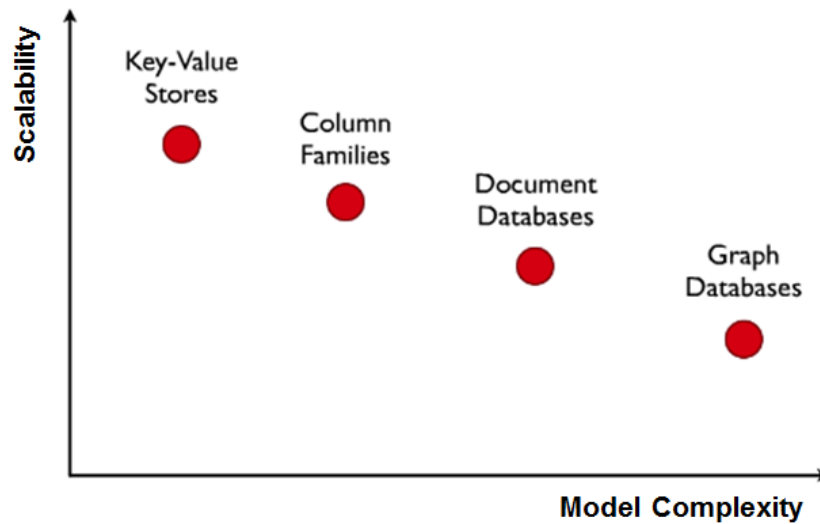 Scalability
Key-Value
Stores
Column
Families
Document
Databases
Graph
Databases
Model Complexity